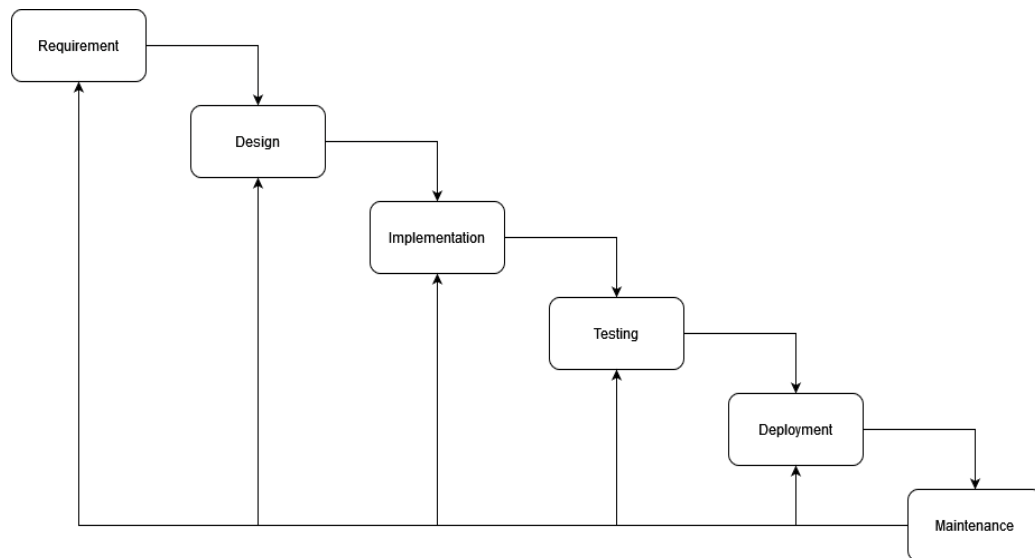 Requirement
Design
Implementation
Testing
Deployment
Maintenance